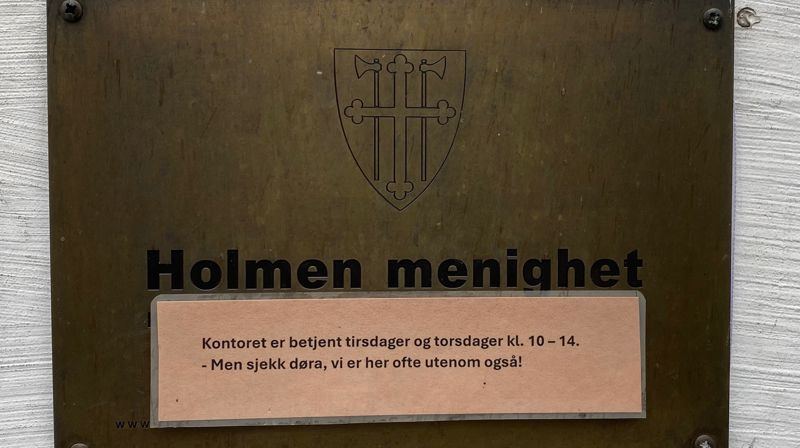 Holmen menighet
Kontoret er betjent tirsdager og torsdager kl. 10 – 14.
- Men sjekk døra, vi er her ofte utenom også!
www